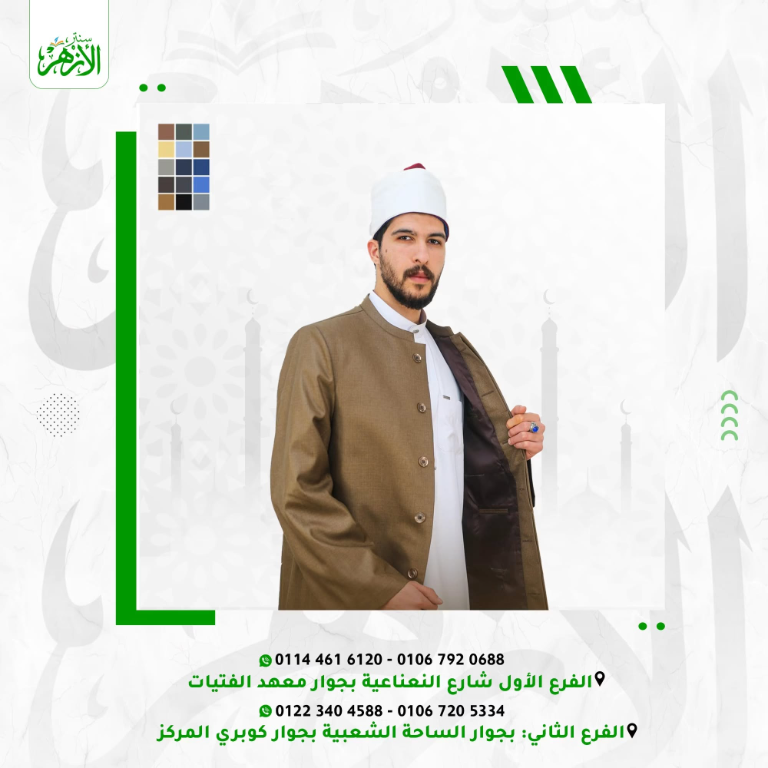 سنتر
الأزهر
0114 461 6120 - 0106 792 0688
الفرع الأول شارع النعناعية بجوار معهد الفتيات
0122 340 4588 - 0106 720 5334
الفرع الثاني: بجوار الساحة الشعبية بجوار كوبري المركز